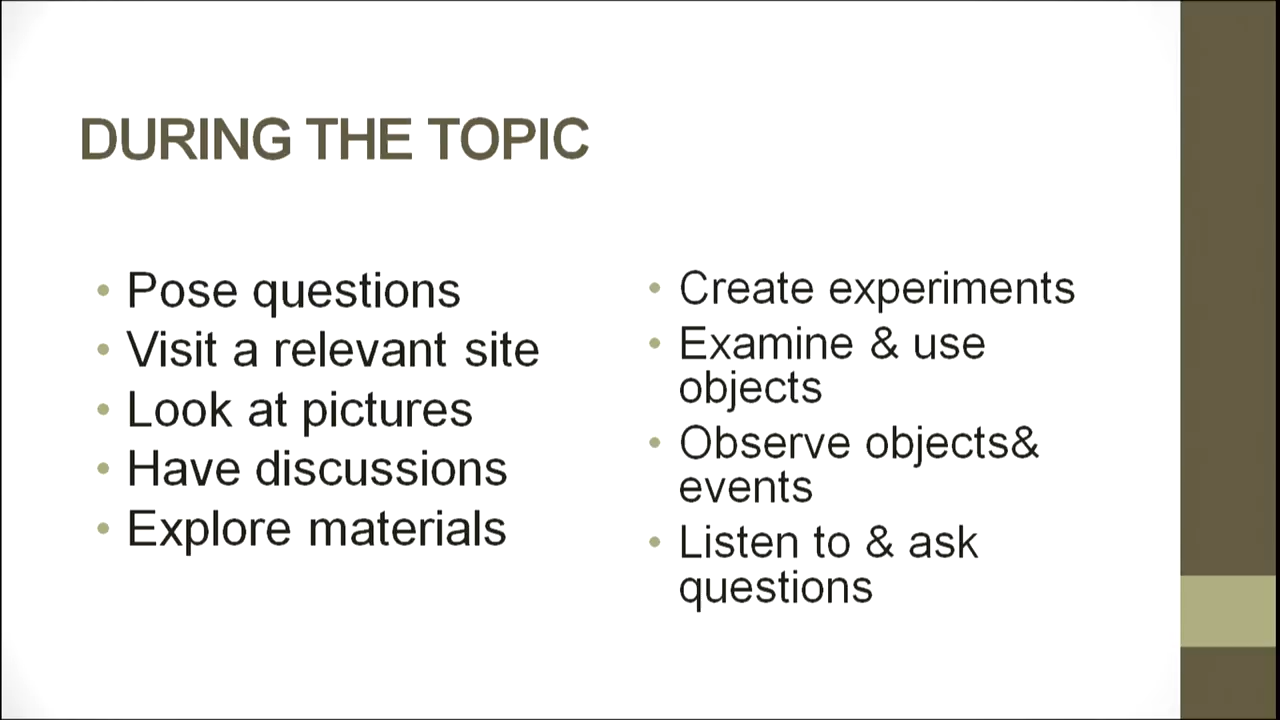 DURING THE TOPIC
• Pose questions
• Visit a relevant site
• Look at pictures
• Have discussions
• Explore materials
• Create experiments
• Examine & use
objects
• Observe objects&
events
• Listen to & ask
questions